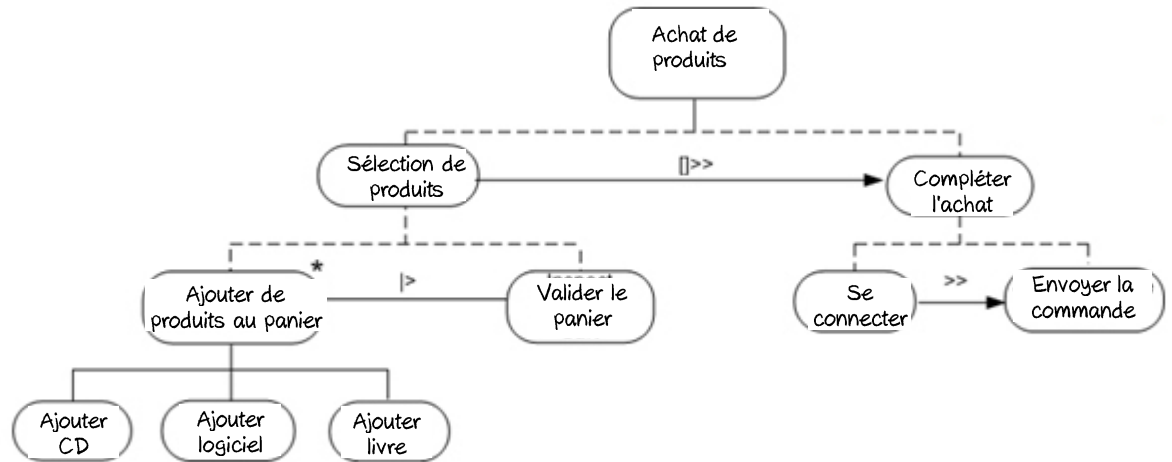 Achat de
produits
Sélection de
produits
[]>>
Compléter
l'achat
*
Ajouter de
produits au panier
|>
Valider le
panier
Se
connecter
>>
Envoyer la
commande
Ajouter
CD
Ajouter
logiciel
Ajouter
livre